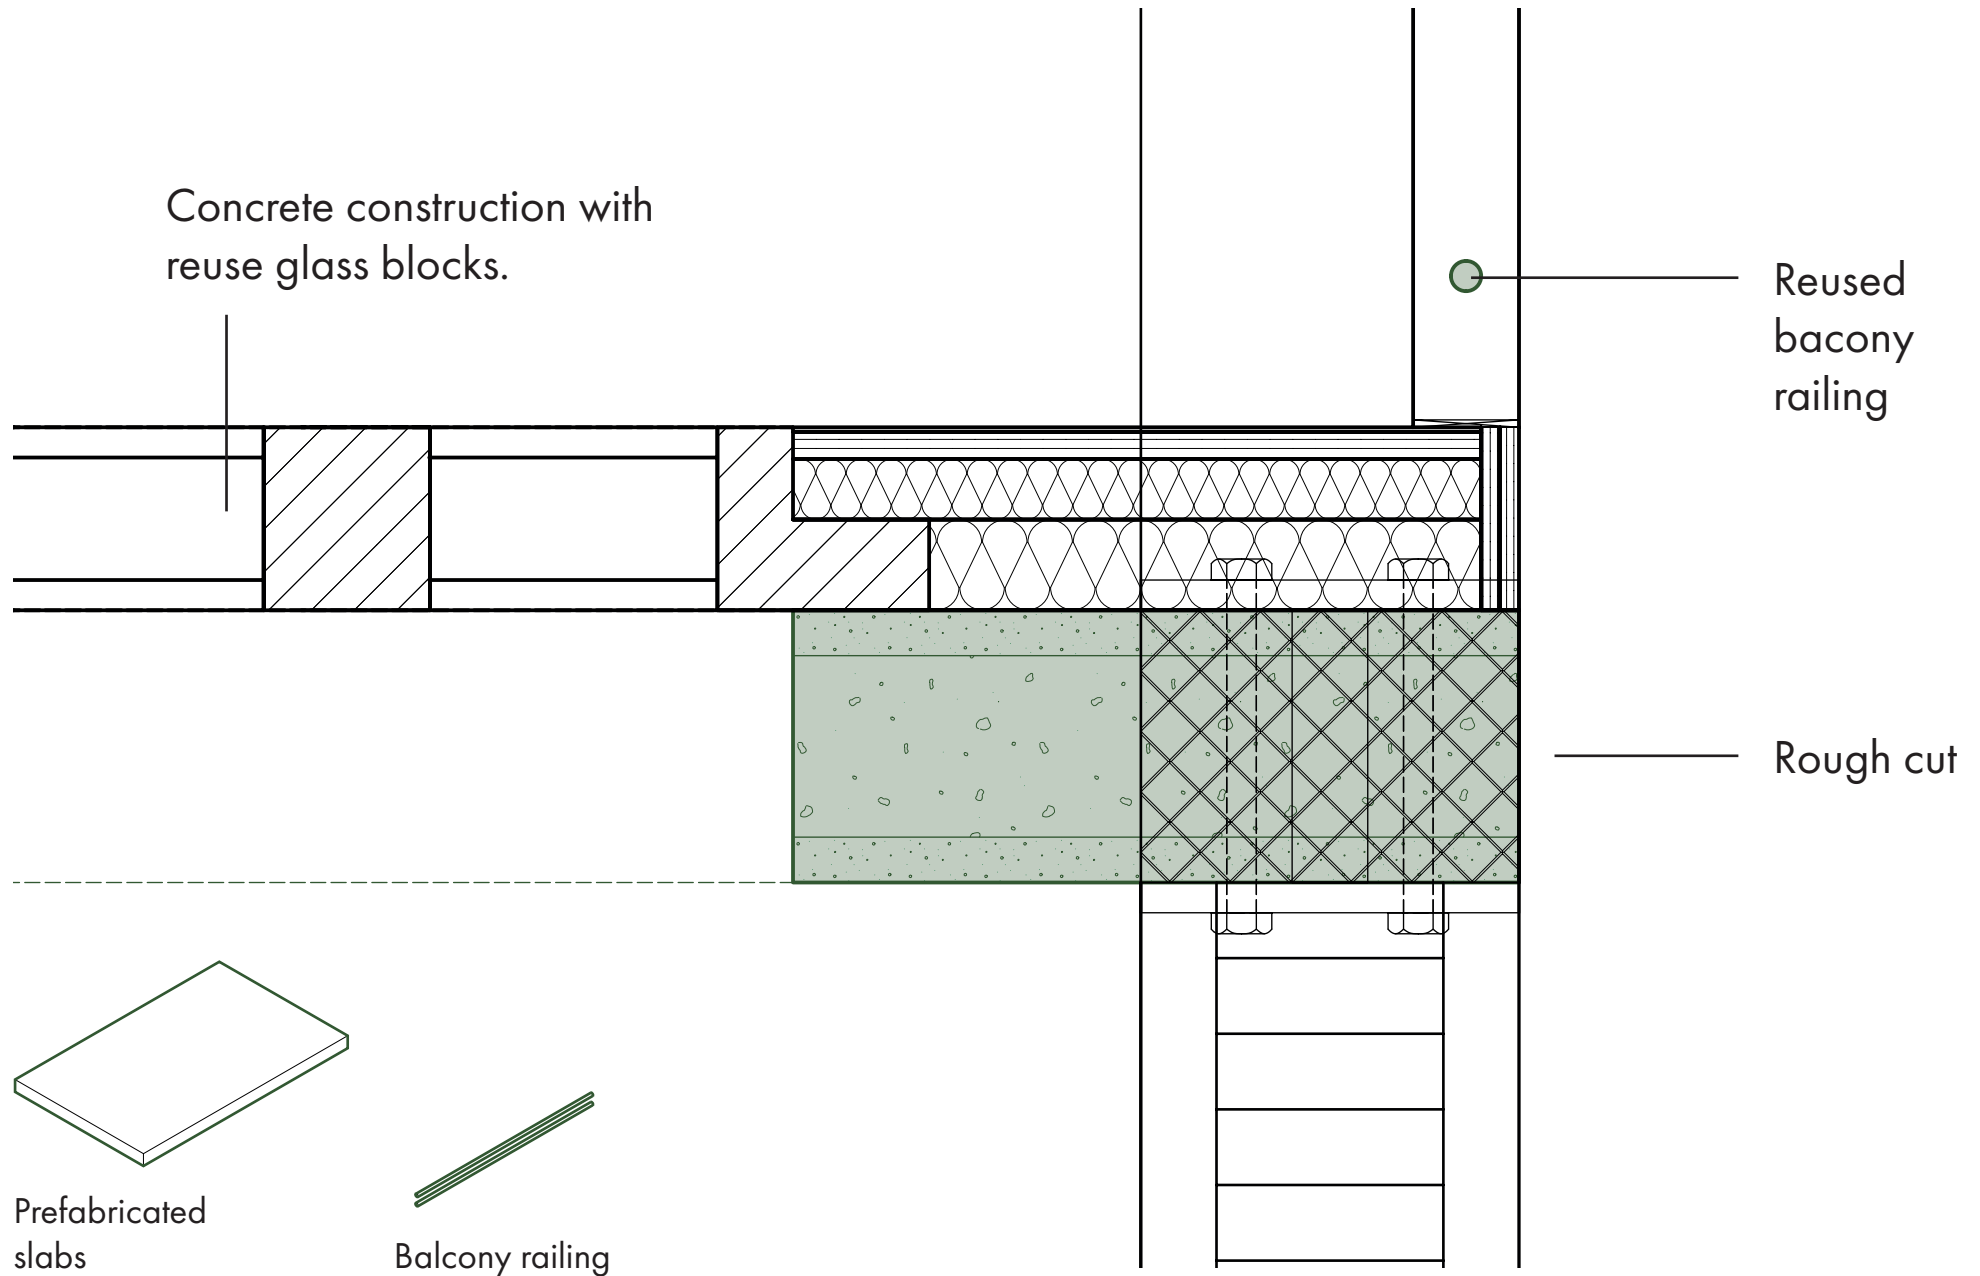 Concrete construction with
reuse glass blocks.
Reused
bacony
railing
Rough cut
Prefabricated
slabs
Balcony railing